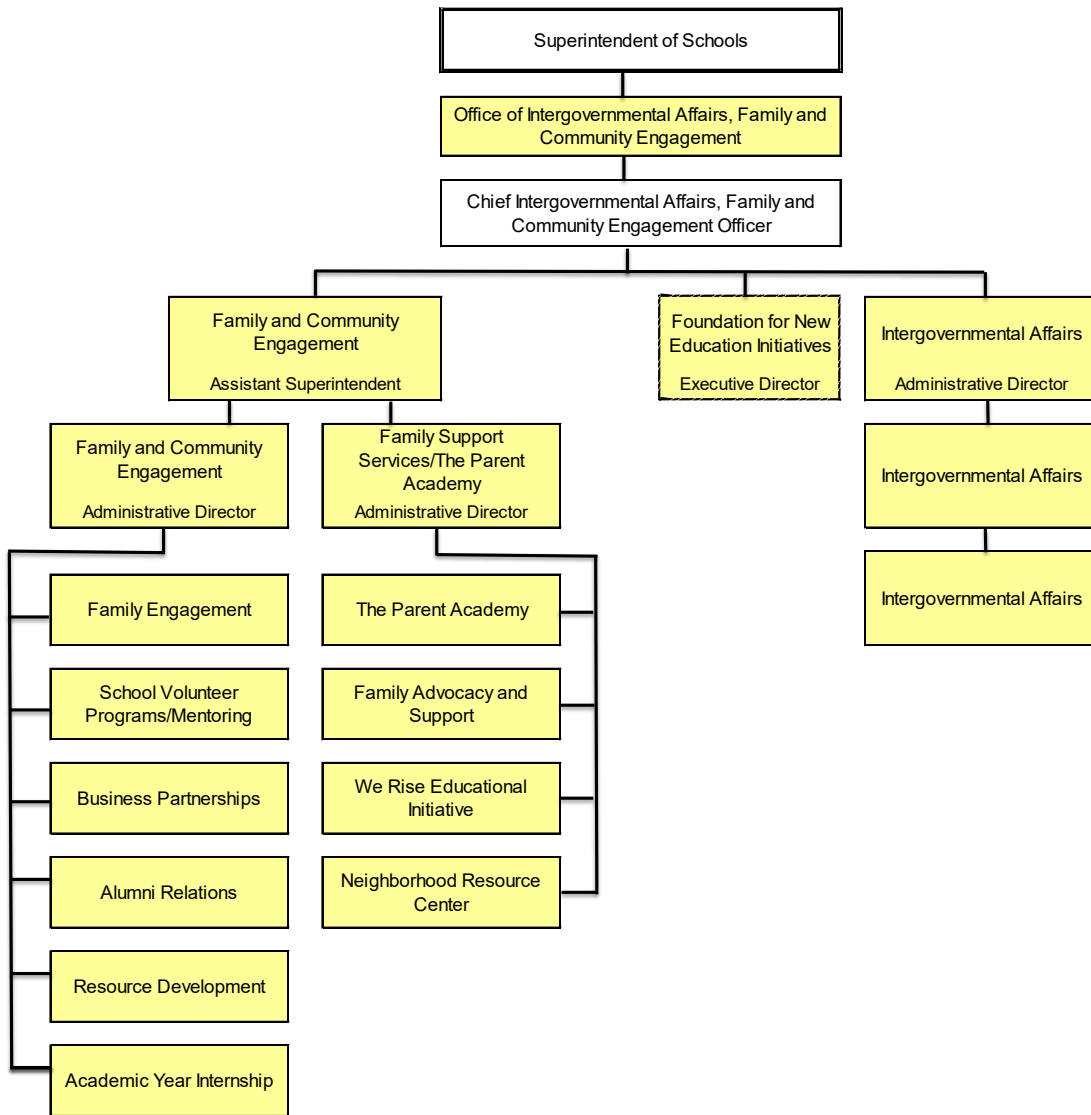 Superintendent of Schools
Office of Intergovernmental Affairs, Family and
Community Engagement
Chief Intergovernmental Affairs, Family and
Community Engagement Officer
Family and Community
Engagement
Assistant Superintendent
Foundation for New
Education Initiatives
Executive Director
Intergovernmental Affairs
Administrative Director
Family and Community
Engagement
Administrative Director
Family Support
Services/The Parent
Academy
Administrative Director
Intergovernmental Affairs
Family Engagement
The Parent Academy
Intergovernmental Affairs
School Volunteer
Programs/Mentoring
Family Advocacy and
Support
Business Partnerships
We Rise Educational
Initiative
Alumni Relations
Neighborhood Resource
Center
Resource Development
Academic Year Internship